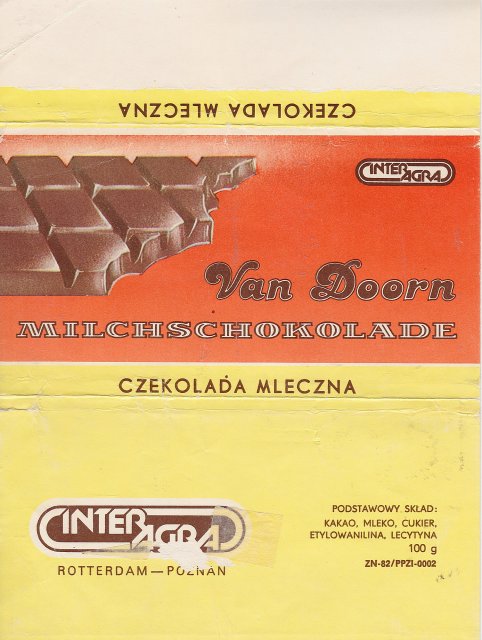 CZEKOLADA MLECZNA
INTER
AGRA
Van Doorn
MILCHSCHOKOLADE
CZEKOLADA MLECZNA
INTER
AGRA
ROTTERDAM — POZNAN
PODSTAWOWY SKŁAD:
KAKAO, MLEKO, CUKIER,
ETYLOWANILINA, LECYTYNA
100 g
ZN-82/PPZI-0002